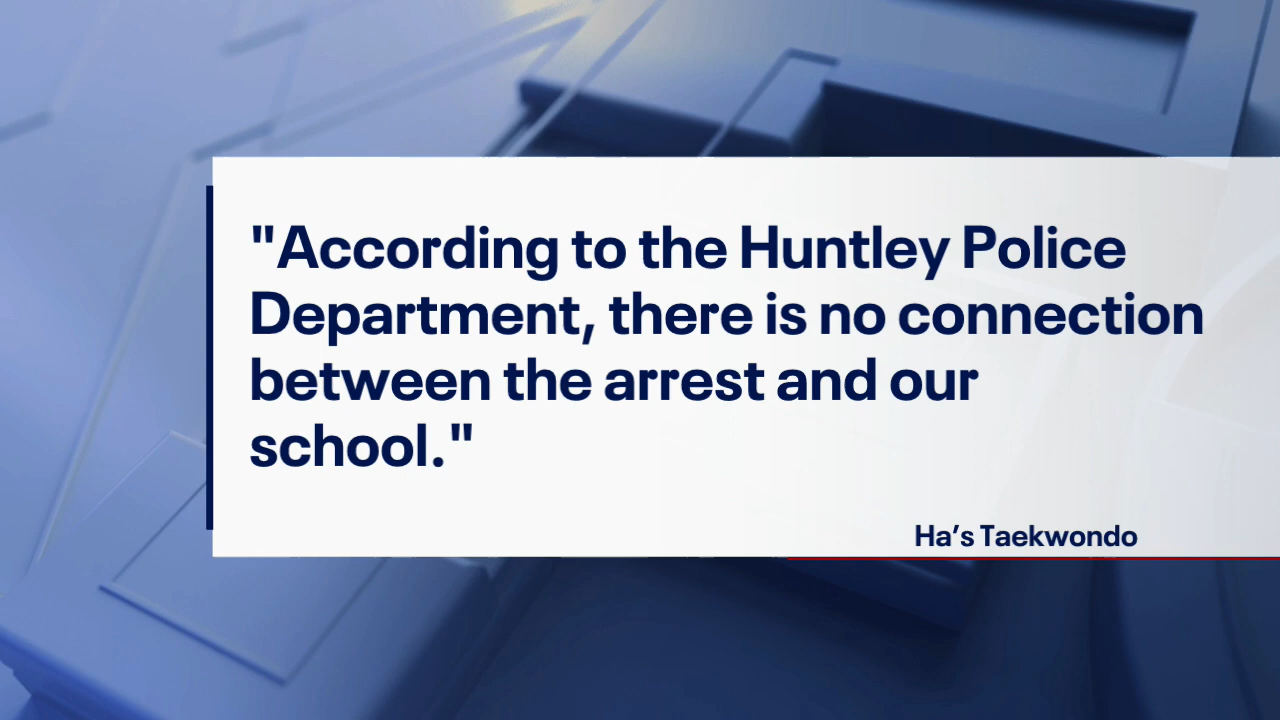 "According to the Huntley Police
Department, there is no connection
between the arrest and our
school."
Ha’s Taekwondo